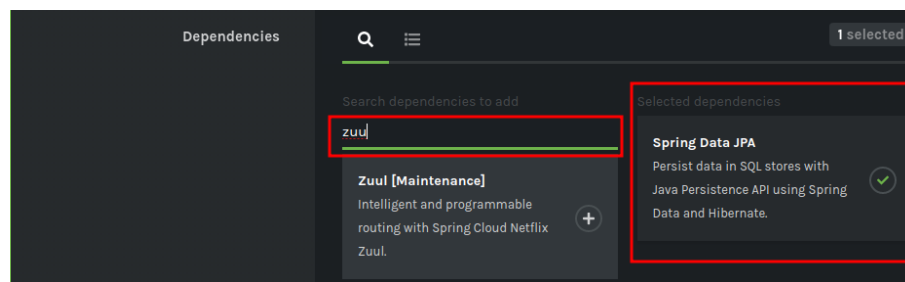 Dependencies
1 selected
Search dependencies to add
Selected dependencies
zuu
Zuul [Maintenance]
Intelligent and programmable
routing with Spring Cloud Netflix
Zuul.
Spring Data JPA
Persist data in SQL stores with
Java Persistence API using Spring
Data and Hibernate.